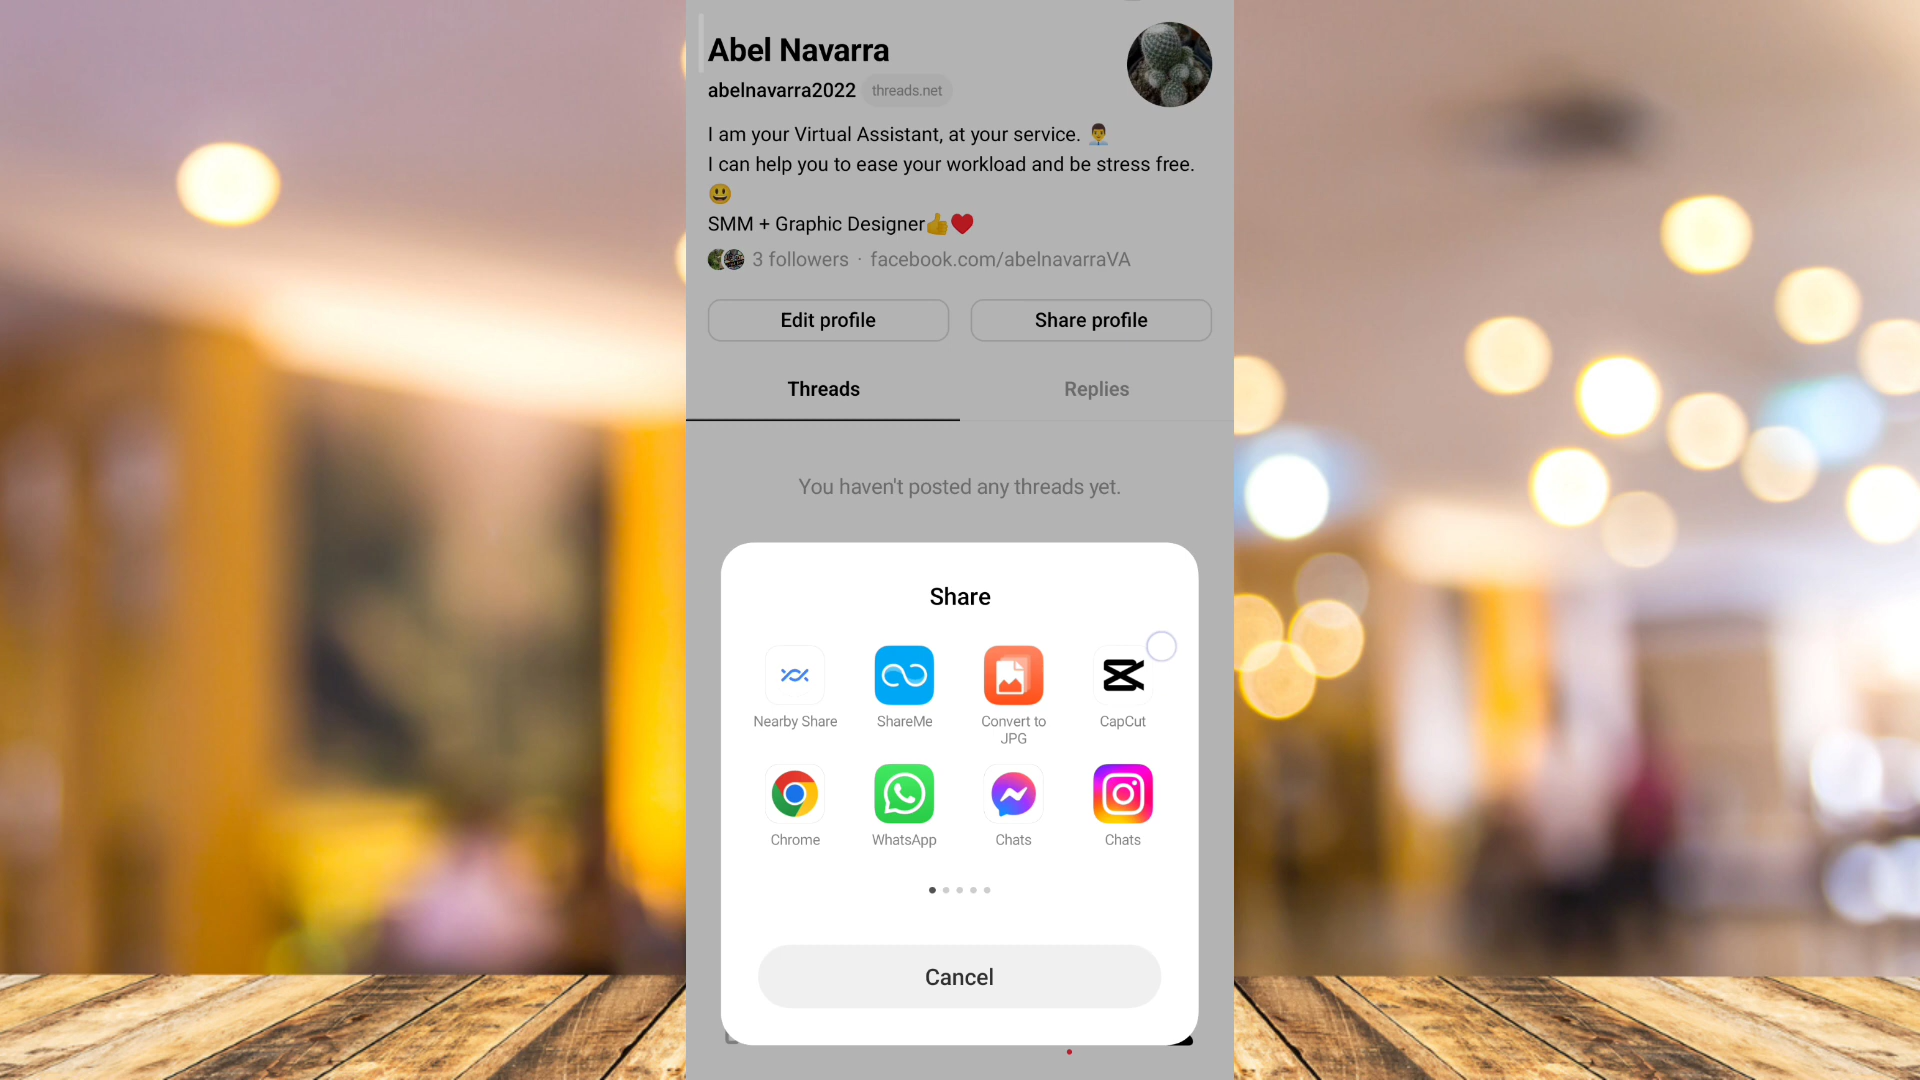 Abel Navarra
abelnavarra2022 threads.net
I am your Virtual Assistant, at your service. 👨‍💼
I can help you to ease your workload and be stress free.
😃
SMM + Graphic Designer👍❤️
3 followers · facebook.com/abelnavarraVA
Edit profile Share profile
Threads Replies
You haven't posted any threads yet.
Share
Nearby Share ShareMe Convert to CapCut
JPG
Chrome WhatsApp Chats Chats
Cancel